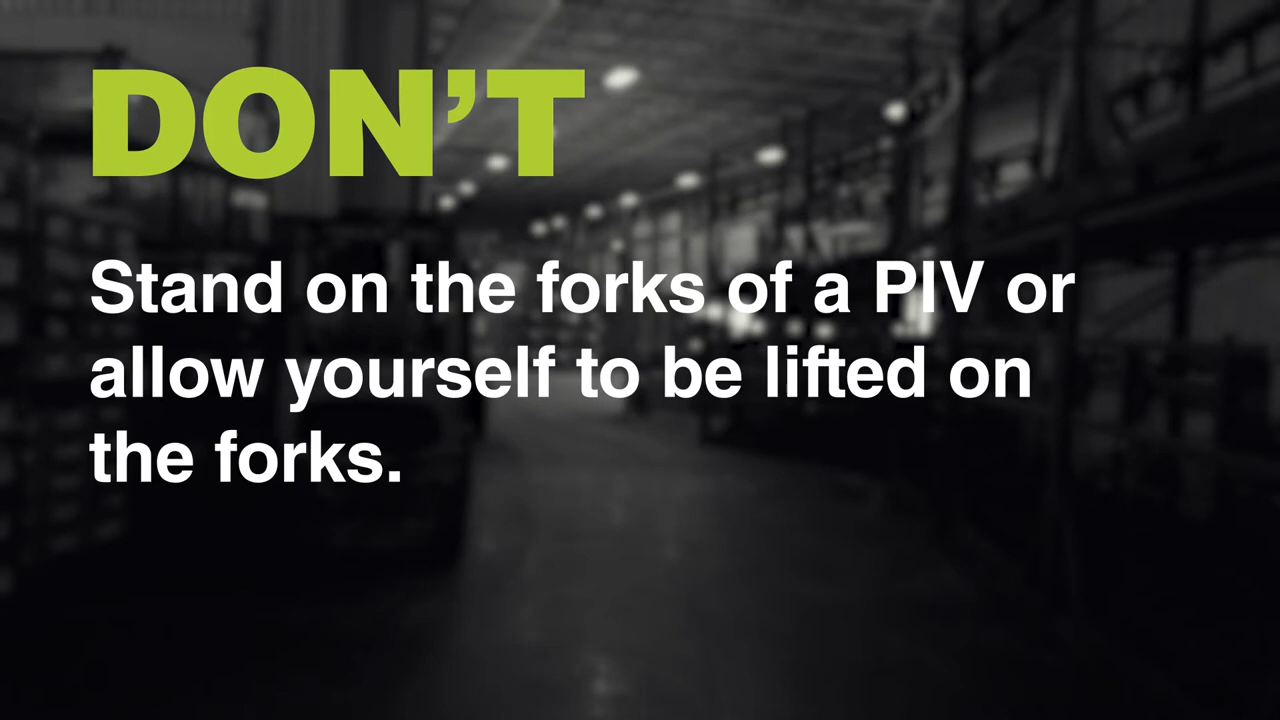 DON’T
Stand on the forks of a PIV or
allow yourself to be lifted on
the forks.